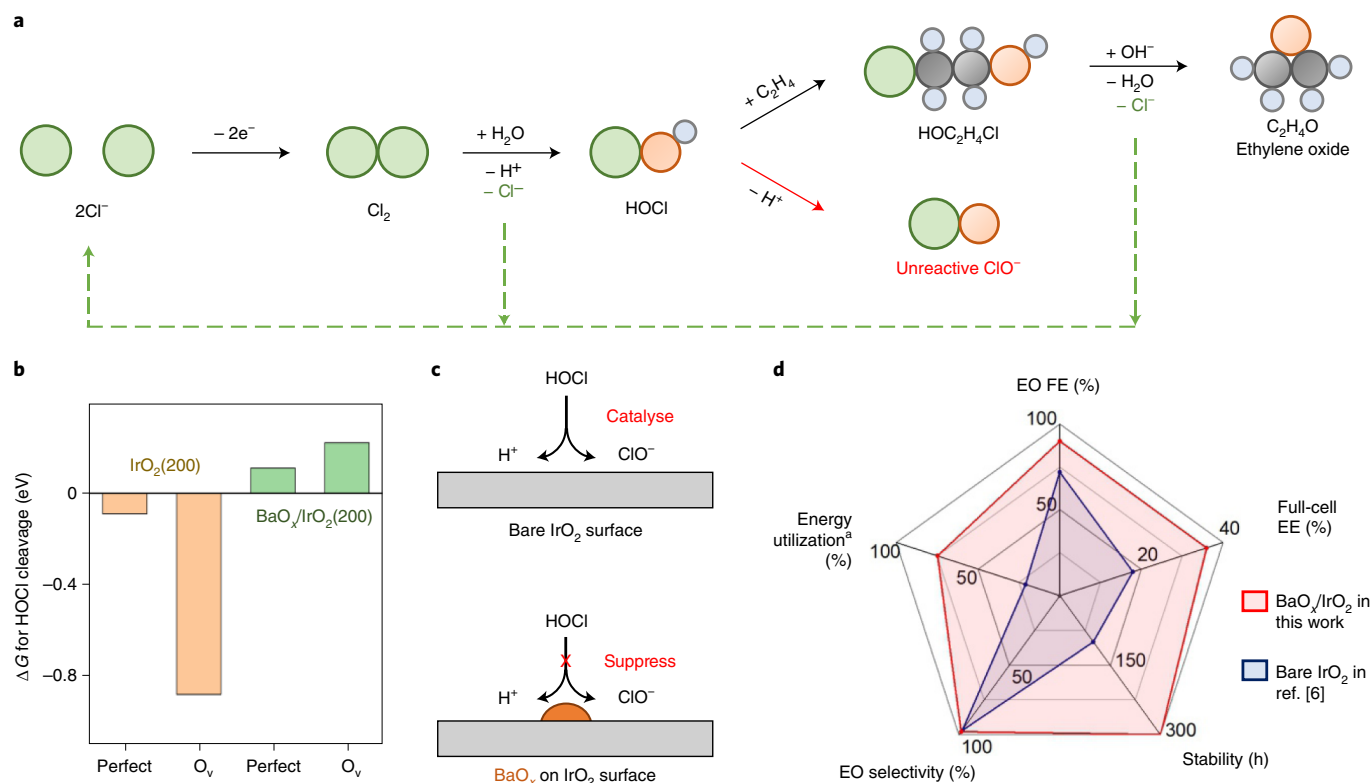 a
2Cl⁻
– 2e⁻
Cl₂
+ H₂O
– H⁺
– Cl⁻
HOCl
+ C₂H₄
HOC₂H₄Cl
+ OH⁻
– H₂O
– Cl⁻
C₂H₄O
Ethylene oxide
– H⁺
Unreactive ClO⁻
b
ΔG for HOCl cleavage (eV)
0
–0.4
–0.8
IrO₂(200)
BaOₓ/IrO₂(200)
Perfect
Oᵥ
Perfect
Oᵥ
c
HOCl
Catalyse
H⁺
ClO⁻
Bare IrO₂ surface
HOCl
x
Suppress
H⁺
ClO⁻
BaOₓ on IrO₂ surface
d
EO FE (%)
100
50
Full-cell
EE (%)
40
20
Energy
utilizationᵃ
(%)
100
50
150
300
Stability (h)
50
100
EO selectivity (%)
BaOₓ/IrO₂ in
this work
Bare IrO₂ in
ref. [6]